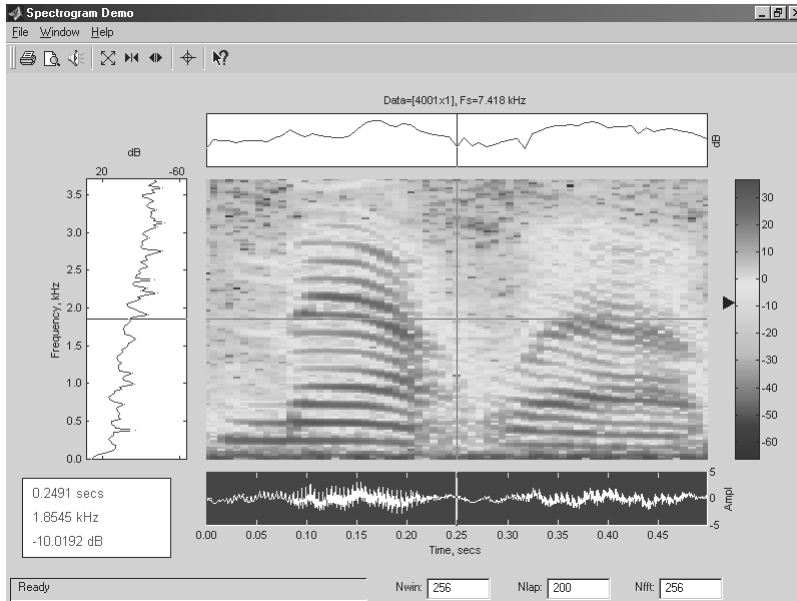 Spectrogram Demo
File Window Help
Data=[4001x1], Fs=7.418 kHz
dB
dB
20 -60
3.5
3.0
2.5
2.0
1.5
1.0
0.5
0.0
Frequency, kHz
30
20
10
0
-10
-20
-30
-40
-50
-60
5
0
-5
Ampl
0.00 0.05 0.10 0.15 0.20 0.25 0.30 0.35 0.40 0.45
Time, secs
0.2491 secs
1.8545 kHz
-10.0192 dB
Ready
Nwin: 256 Nlap: 200 Nfft: 256